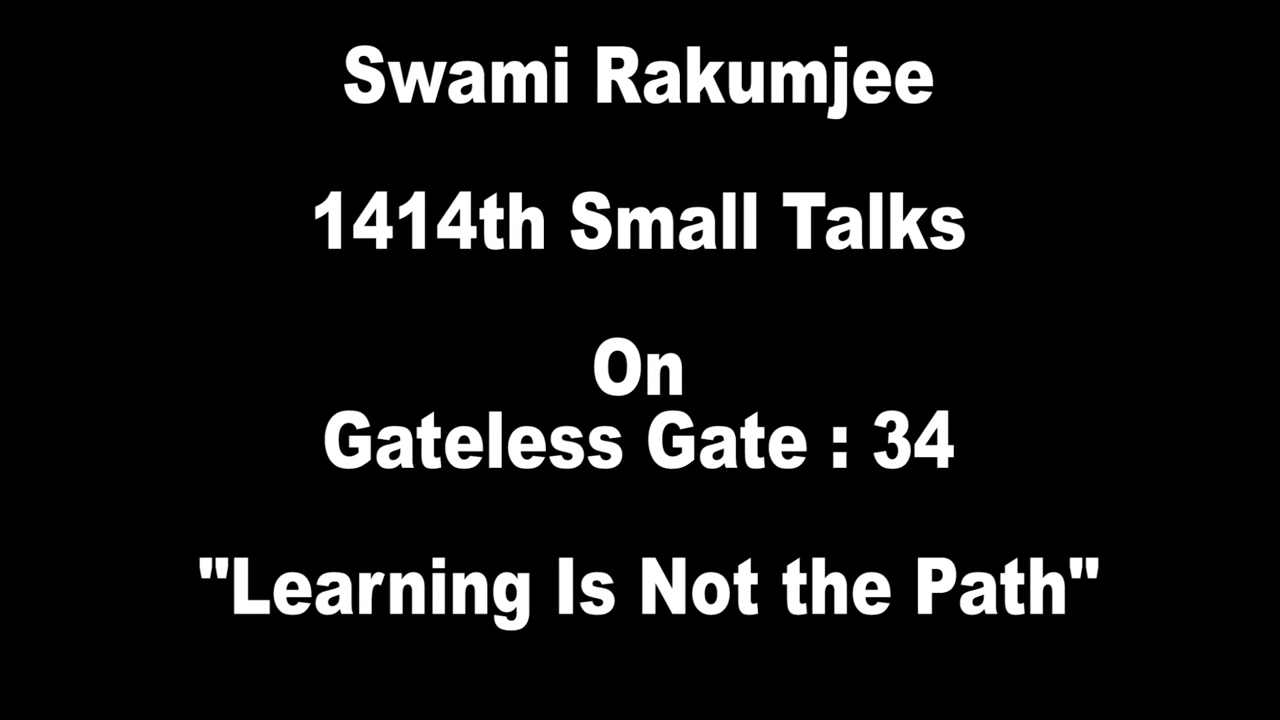 Swami Rakumjee
1414th Small Talks
On
Gateless Gate : 34
"Learning Is Not the Path"